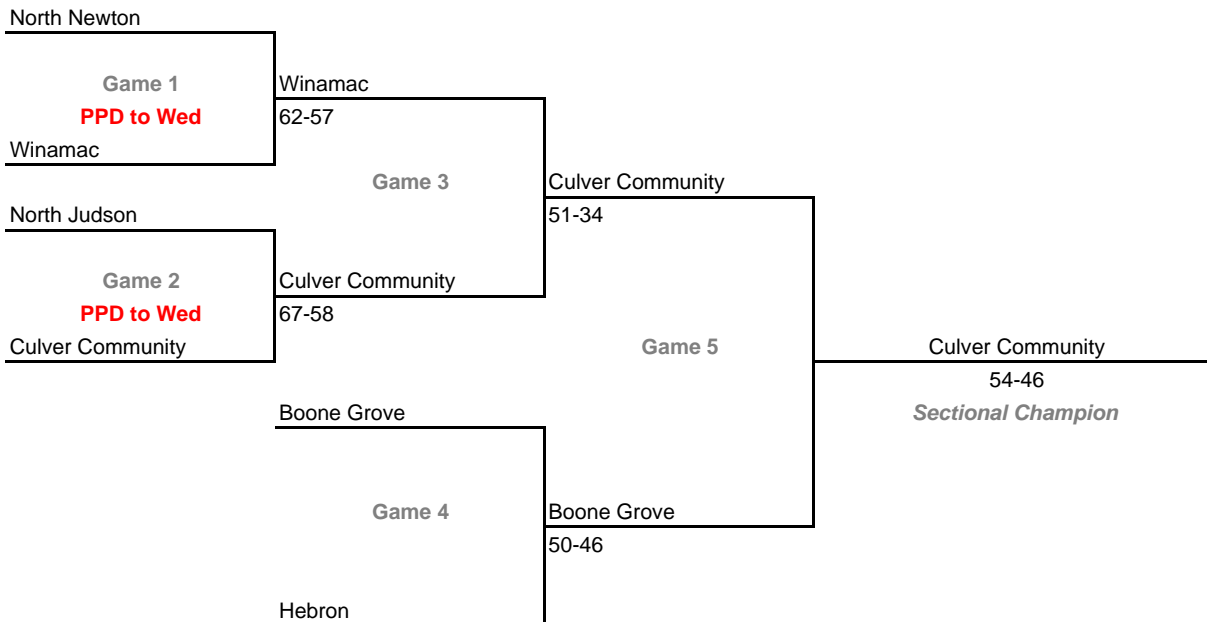 North Newton
Game 1
Winamac
PPD to Wed
62-57
Winamac
Game 3
Culver Community
North Judson
51-34
Game 2
Culver Community
PPD to Wed
67-58
Culver Community
Game 5
Culver Community
54-46
Boone Grove
Sectional Champion
Game 4
Boone Grove
50-46
Hebron